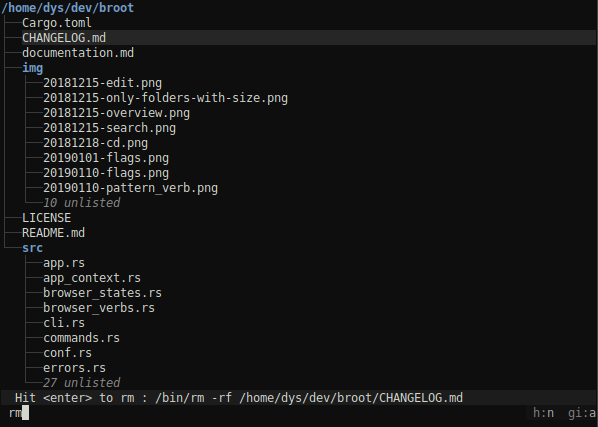 /home/dys/dev/broot
Cargo.toml
CHANGELOG.md
documentation.md
img
20181215-edit.png
20181215-only-folders-with-size.png
20181215-overview.png
20181215-search.png
20181218-cd.png
20190101-flags.png
20190110-flags.png
20190110-pattern_verb.png
10 unlisted
LICENSE
README.md
src
app.rs
app_context.rs
browser_states.rs
browser_verbs.rs
cli.rs
commands.rs
conf.rs
errors.rs
27 unlisted
Hit <enter> to rm : /bin/rm -rf /home/dys/dev/broot/CHANGELOG.md
rm h:n gi:a